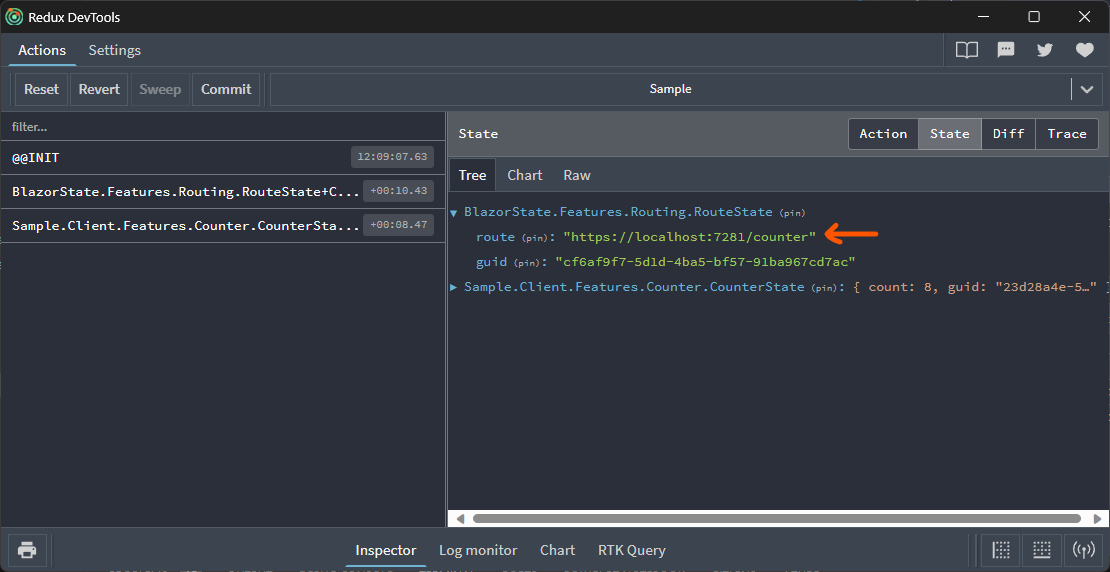 Redux DevTools
Actions Settings
Reset Revert Sweep Commit Sample
filter...
@@INIT 12:09:07.63
BlazorState.Features.Routing.RouteState+C... +00:10.43
Sample.Client.Features.Counter.CounterSta... +00:08.47
State Action State Diff Trace
Tree Chart Raw
BlazorState.Features.Routing.RouteState (pin)
route (pin): "https://localhost:7281/counter"
guid (pin): "cf6af9f7-5d1d-4ba5-bf57-91ba967cd7ac"
Sample.Client.Features.Counter.CounterState (pin): { count: 8, guid: "23d28a4e-5…" }
Inspector Log monitor Chart RTK Query